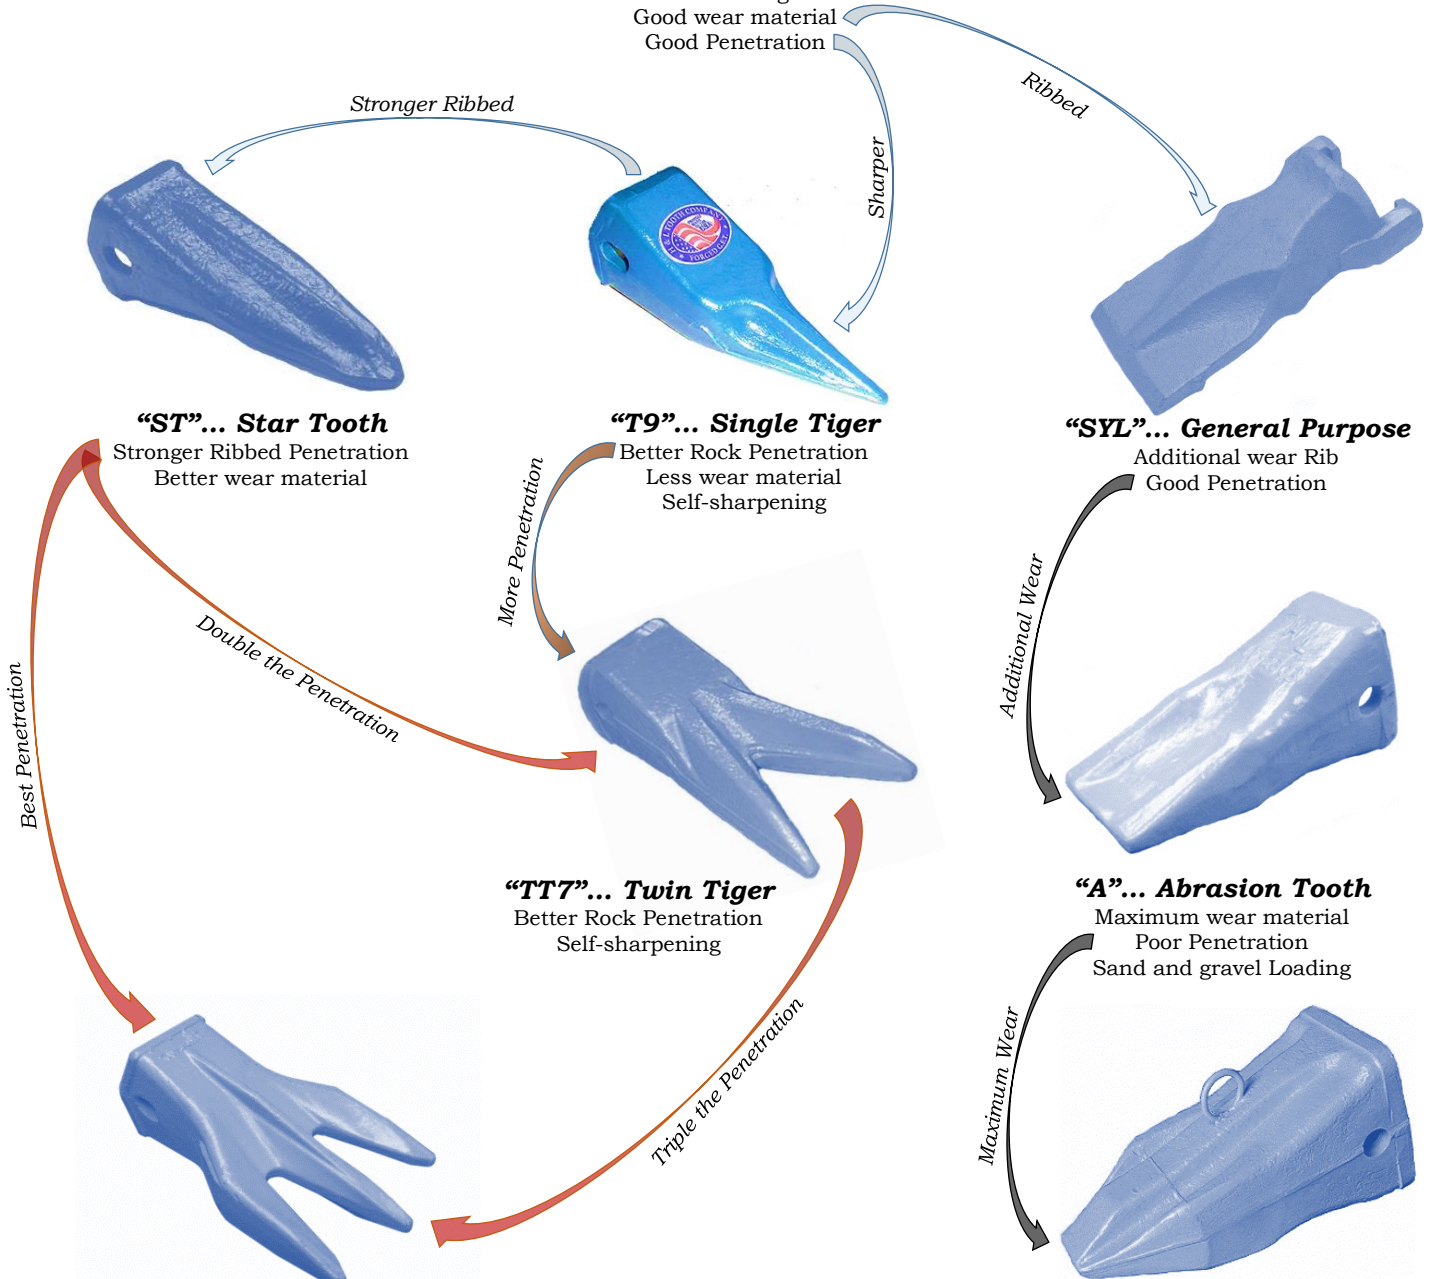 Good wear material
Good Penetration
Ribbed
Stronger Ribbed
Sharper
H & L TOOTH COMPANY
FORGED G.E.T.
“ST”... Star Tooth
Stronger Ribbed Penetration
Better wear material
“T9”... Single Tiger
Better Rock Penetration
Less wear material
Self-sharpening
“SYL”... General Purpose
Additional wear Rib
Good Penetration
More Penetration
Additional Wear
Double the Penetration
Best Penetration
“TT7”... Twin Tiger
Better Rock Penetration
Self-sharpening
“A”... Abrasion Tooth
Maximum wear material
Poor Penetration
Sand and gravel Loading
Triple the Penetration
Maximum Wear